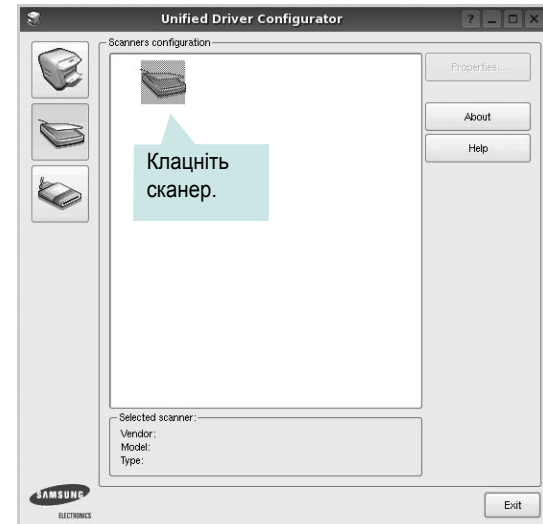 Unified Driver Configurator
Scanners configuration
Properties...
About
Help
Клацніть
сканер.
Selected scanner:
Vendor:
Model:
Type:
SAMSUNG
ELECTRONICS
Exit